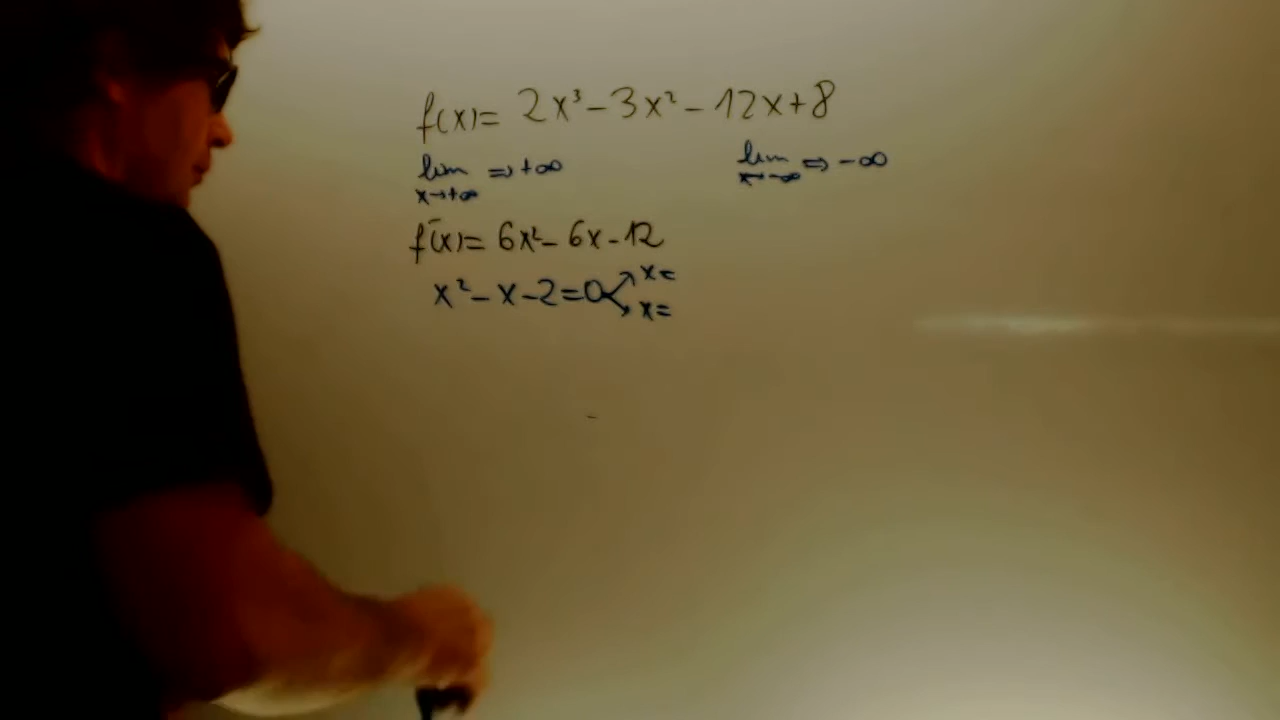 f(x)= 2x³-3x²-12x+8
lim x→+∞ ⇒ +∞ lim x→-∞ ⇒ -∞
f'(x)= 6x²-6x-12
x²-x-2=0 x=
x=